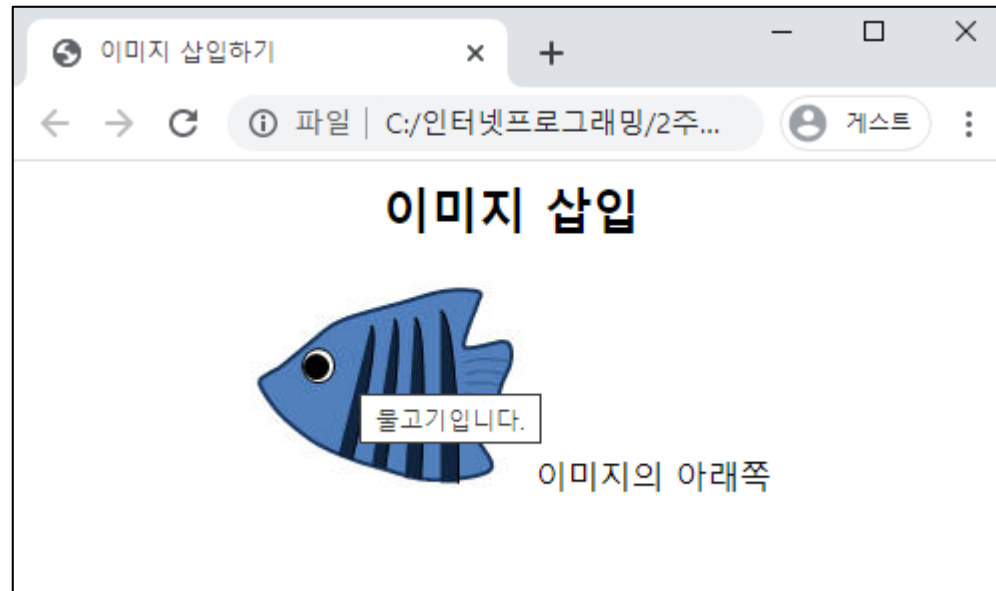 이미지 삽입하기
파일 | C:/인터넷프로그래밍/2주...
게스트
이미지 삽입
물고기입니다.
이미지의 아래쪽